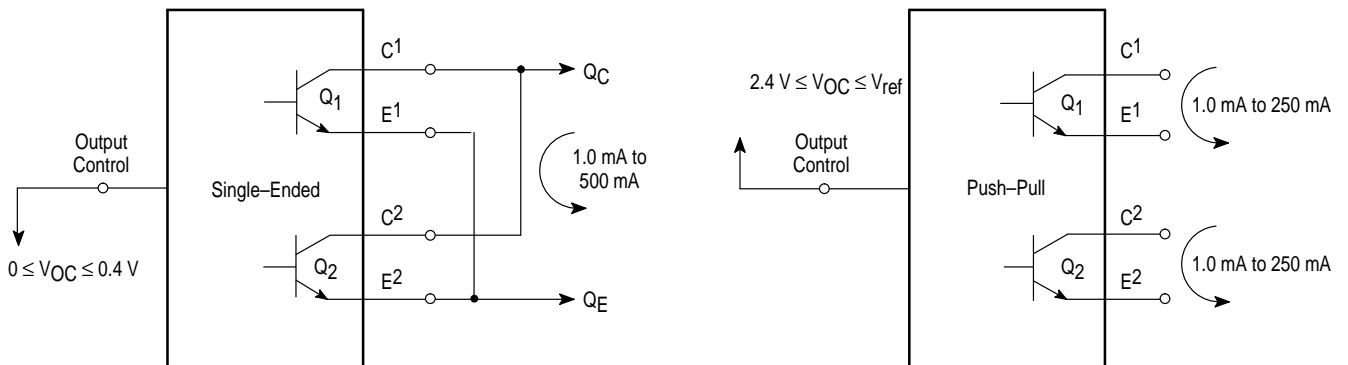 C1
QC
Q1
E1
Output
Control
1.0 mA to
500 mA
Single–Ended
C2
0 ≤ VOC ≤ 0.4 V
Q2
E2
QE
C1
2.4 V ≤ VOC ≤ Vref
Q1
1.0 mA to 250 mA
E1
Output
Control
Push–Pull
C2
Q2
1.0 mA to 250 mA
E2